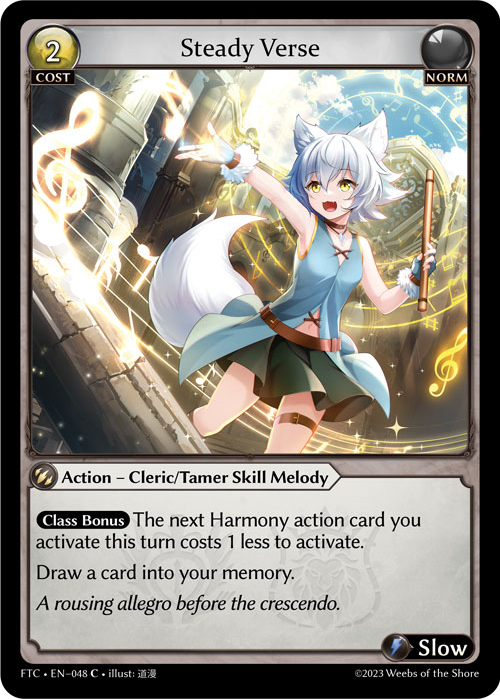 2
Steady Verse
COST
NORM
Action – Cleric/Tamer Skill Melody
Class Bonus The next Harmony action card you
activate this turn costs 1 less to activate.
Draw a card into your memory.
A rousing allegro before the crescendo.
Slow
FTC • EN–048 C • illust: 道漫
©2023 Weebs of the Shore